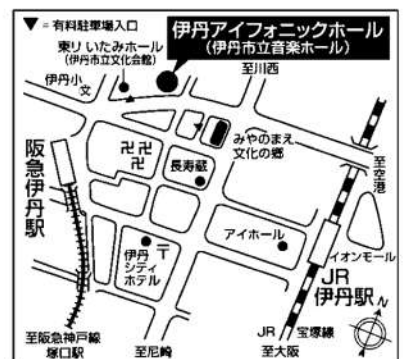 ▼=有料駐車場入口
伊丹アイフォニックホール
(伊丹市立音楽ホール)
東リ いたみホール
(伊丹市立文化会館)
至川西
伊丹小
文
みやのまえ
文化の郷
卍卍
卍
長寿蔵
至空港
阪急伊丹駅
アイホール
伊丹
シティ
ホテル
〒
イオンモール
JR
伊丹駅
N
至阪急神戸線
塚口駅
至尼崎
JR 宝塚線
至大阪